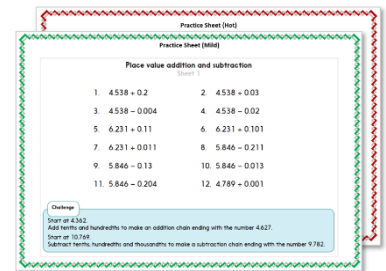 Practice Sheet (Hot)
Practice Sheet (Mild)
Place value addition and subtraction
Sheet 1
1. 4.538 + 0.2 2. 4.538 + 0.03
3. 4.538 − 0.004 4. 4.538 − 0.02
5. 6.231 + 0.11 6. 6.231 + 0.101
7. 6.231 + 0.011 8. 5.846 − 0.211
9. 5.846 − 0.13 10. 5.846 − 0.013
11. 5.846 − 0.204 12. 4.789 + 0.001
Challenge
Start at 4.362.
Add tenths and hundredths to make an addition chain ending with the number 4.627.
Start at 10.769.
Subtract tenths, hundredths and thousandths to make a subtraction chain ending with the number 9.782.